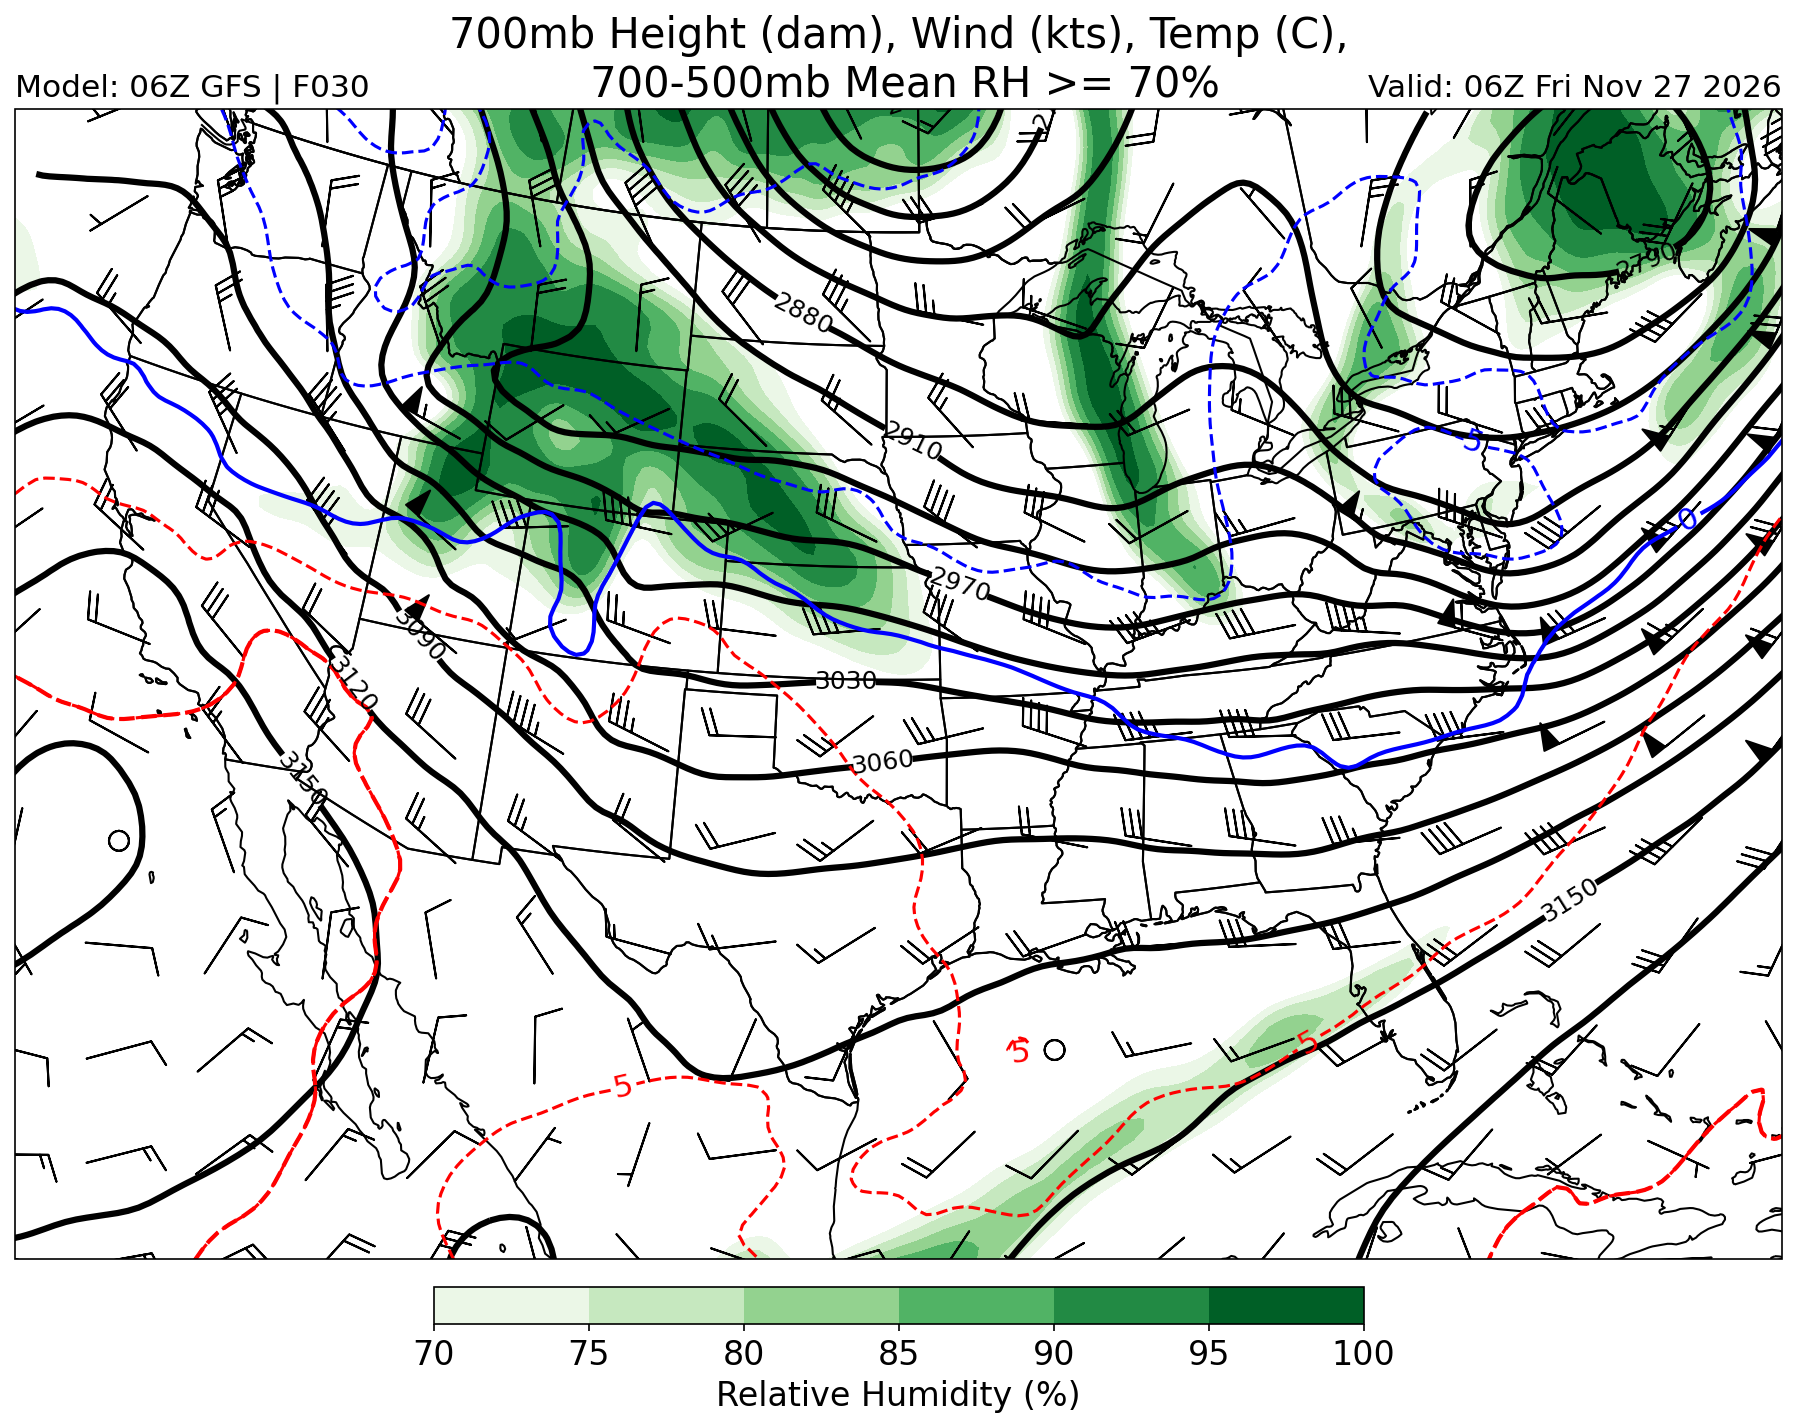 700mb Height (dam), Wind (kts), Temp (C),
700-500mb Mean RH >= 70%
Model: 06Z GFS | F030
Valid: 06Z Fri Nov 27 2026
2790
2880
2910
5
0
2970
3090
3030
3120
3060
3150
3150
5
5
5
70 75 80 85 90 95 100
Relative Humidity (%)